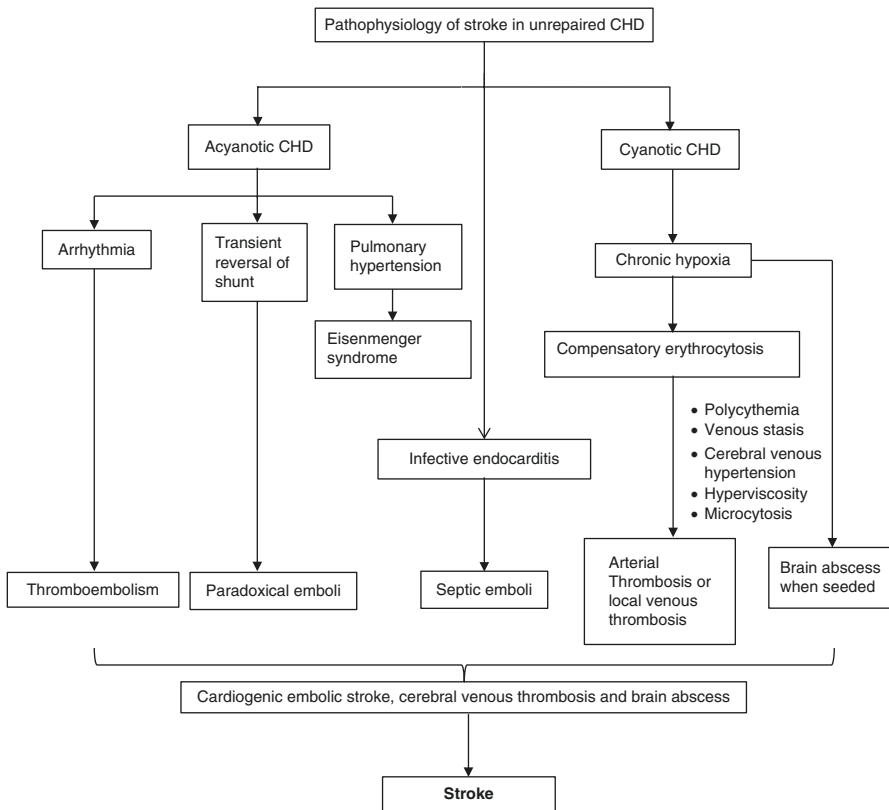 Pathophysiology of stroke in unrepaired CHD
Acyanotic CHD
Cyanotic CHD
Arrhythmia
Transient
reversal of
shunt
Pulmonary
hypertension
Chronic hypoxia
Eisenmenger
syndrome
Compensatory erythrocytosis
• Polycythemia
• Venous stasis
• Cerebral venous
hypertension
• Hyperviscosity
• Microcytosis
Infective endocarditis
Thromboembolism
Paradoxical emboli
Septic emboli
Arterial
Thrombosis or
local venous
thrombosis
Brain abscess
when seeded
Cardiogenic embolic stroke, cerebral venous thrombosis and brain abscess
Stroke